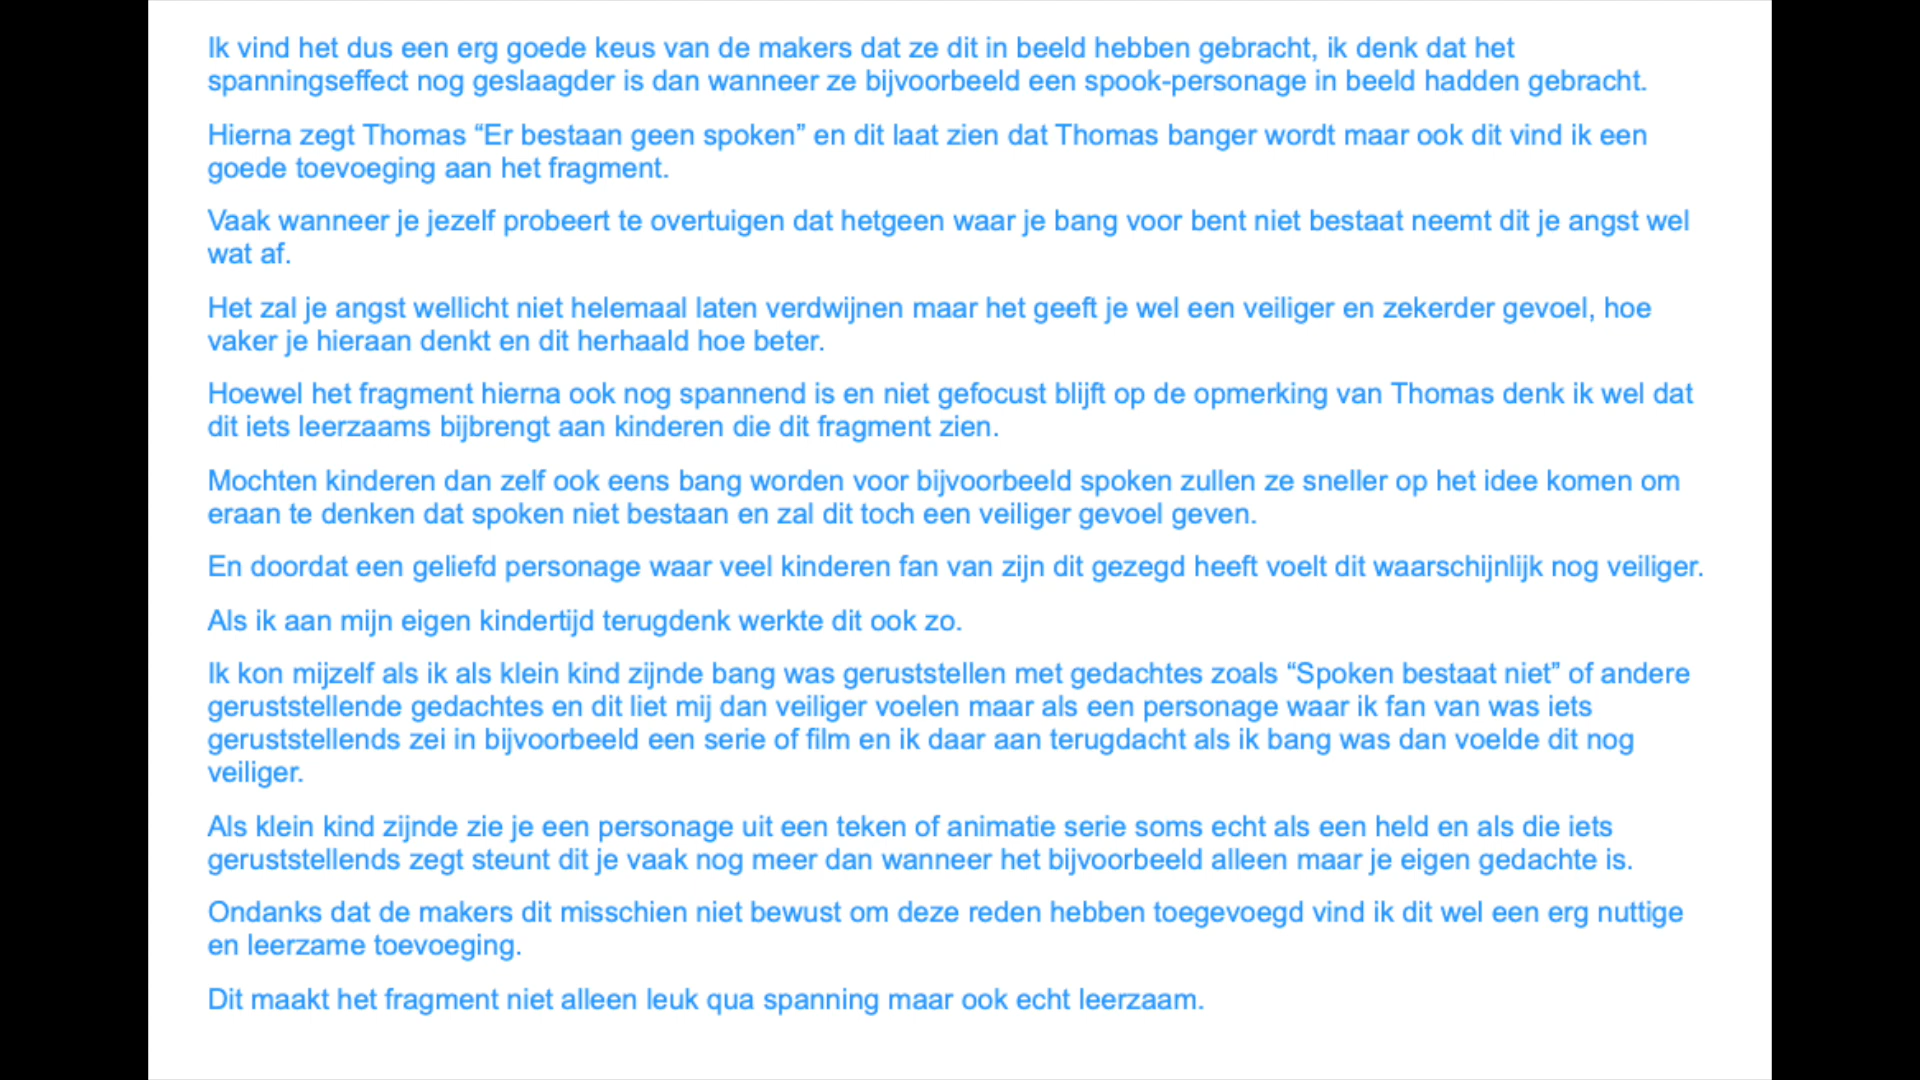 Ik vind het dus een erg goede keus van de makers dat ze dit in beeld hebben gebracht, ik denk dat het
spanningseffect nog geslaagder is dan wanneer ze bijvoorbeeld een spook-personage in beeld hadden gebracht.
Hierna zegt Thomas “Er bestaan geen spoken” en dit laat zien dat Thomas banger wordt maar ook dit vind ik een
goede toevoeging aan het fragment.
Vaak wanneer je jezelf probeert te overtuigen dat hetgeen waar je bang voor bent niet bestaat neemt dit je angst wel
wat af.
Het zal je angst wellicht niet helemaal laten verdwijnen maar het geeft je wel een veiliger en zekerder gevoel, hoe
vaker je hieraan denkt en dit herhaald hoe beter.
Hoewel het fragment hierna ook nog spannend is en niet gefocust blijft op de opmerking van Thomas denk ik wel dat
dit iets leerzaams bijbrengt aan kinderen die dit fragment zien.
Mochten kinderen dan zelf ook eens bang worden voor bijvoorbeeld spoken zullen ze sneller op het idee komen om
eraan te denken dat spoken niet bestaan en zal dit toch een veiliger gevoel geven.
En doordat een geliefd personage waar veel kinderen fan van zijn dit gezegd heeft voelt dit waarschijnlijk nog veiliger.
Als ik aan mijn eigen kindertijd terugdenk werkte dit ook zo.
Ik kon mijzelf als ik als klein kind zijnde bang was geruststellen met gedachtes zoals “Spoken bestaat niet” of andere
geruststellende gedachtes en dit liet mij dan veiliger voelen maar als een personage waar ik fan van was iets
geruststellends zei in bijvoorbeeld een serie of film en ik daar aan terugdacht als ik bang was dan voelde dit nog
veiliger.
Als klein kind zijnde zie je een personage uit een teken of animatie serie soms echt als een held en als die iets
geruststellends zegt steunt dit je vaak nog meer dan wanneer het bijvoorbeeld alleen maar je eigen gedachte is.
Ondanks dat de makers dit misschien niet bewust om deze reden hebben toegevoegd vind ik dit wel een erg nuttige
en leerzame toevoeging.
Dit maakt het fragment niet alleen leuk qua spanning maar ook echt leerzaam.